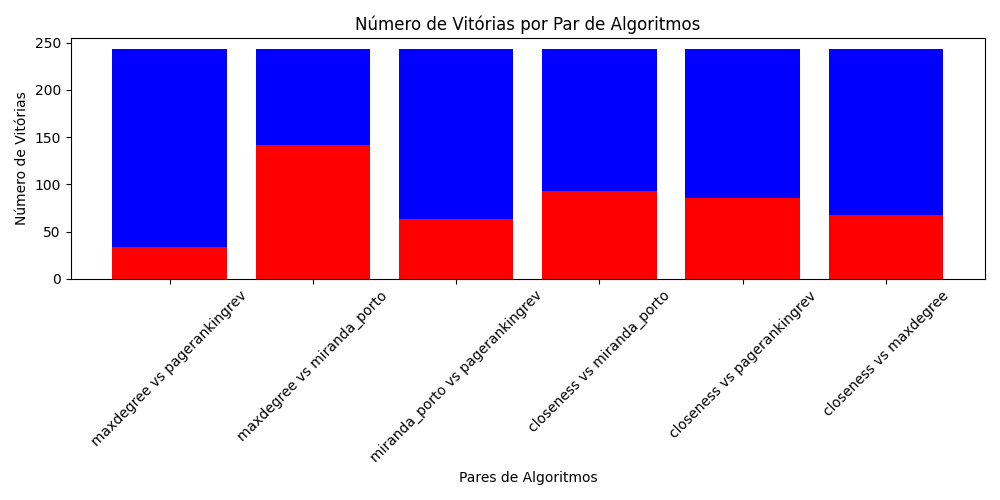 Número de Vitórias por Par de Algoritmos
Número de Vitórias
250
200
150
100
50
0
maxdegree vs pagerankingrev
maxdegree vs miranda_porto
miranda_porto vs pagerankingrev
closeness vs miranda_porto
closeness vs pagerankingrev
closeness vs maxdegree
Pares de Algoritmos